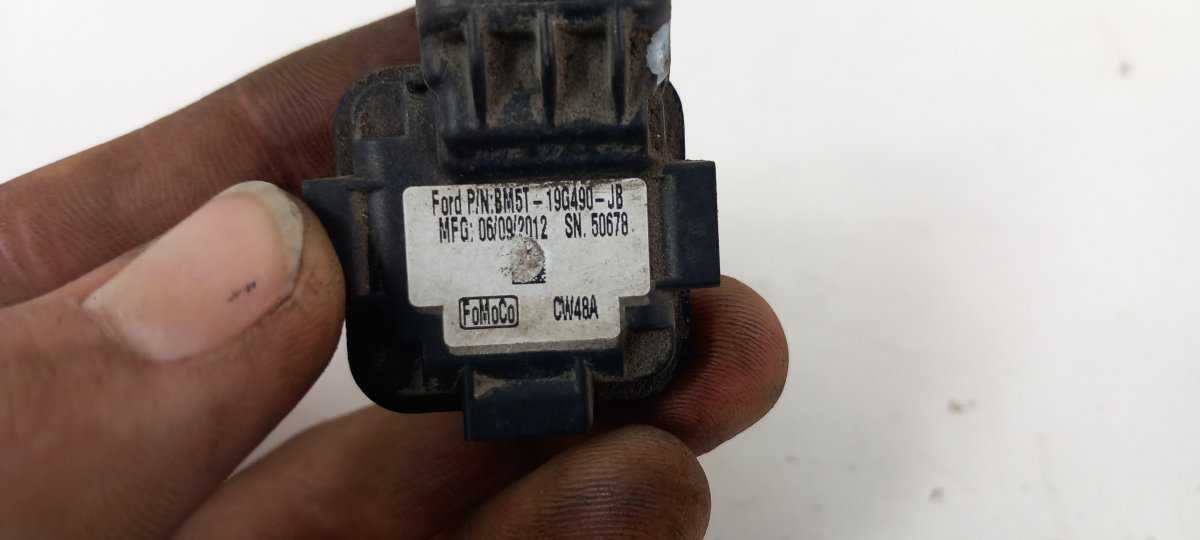 Ford P/N:BM5T-19G490-JB
MFG: 06/09/2012 SN. 50678
FoMoCo CW48A